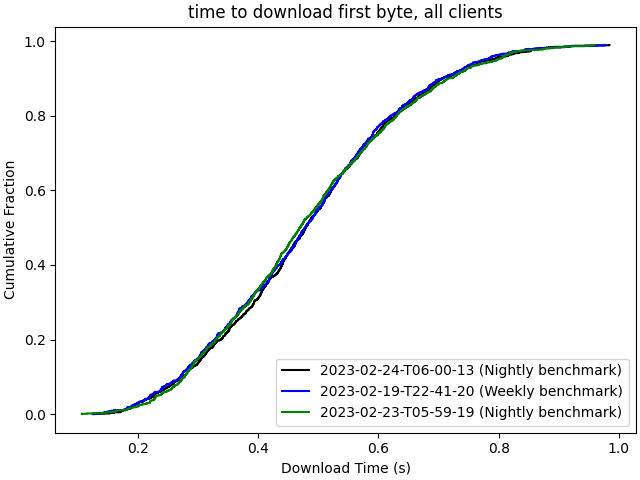 time to download first byte, all clients
Cumulative Fraction
1.0
0.8
0.6
0.4
0.2
0.0
2023-02-24-T06-00-13 (Nightly benchmark)
2023-02-19-T22-41-20 (Weekly benchmark)
2023-02-23-T05-59-19 (Nightly benchmark)
0.2 0.4 0.6 0.8 1.0
Download Time (s)